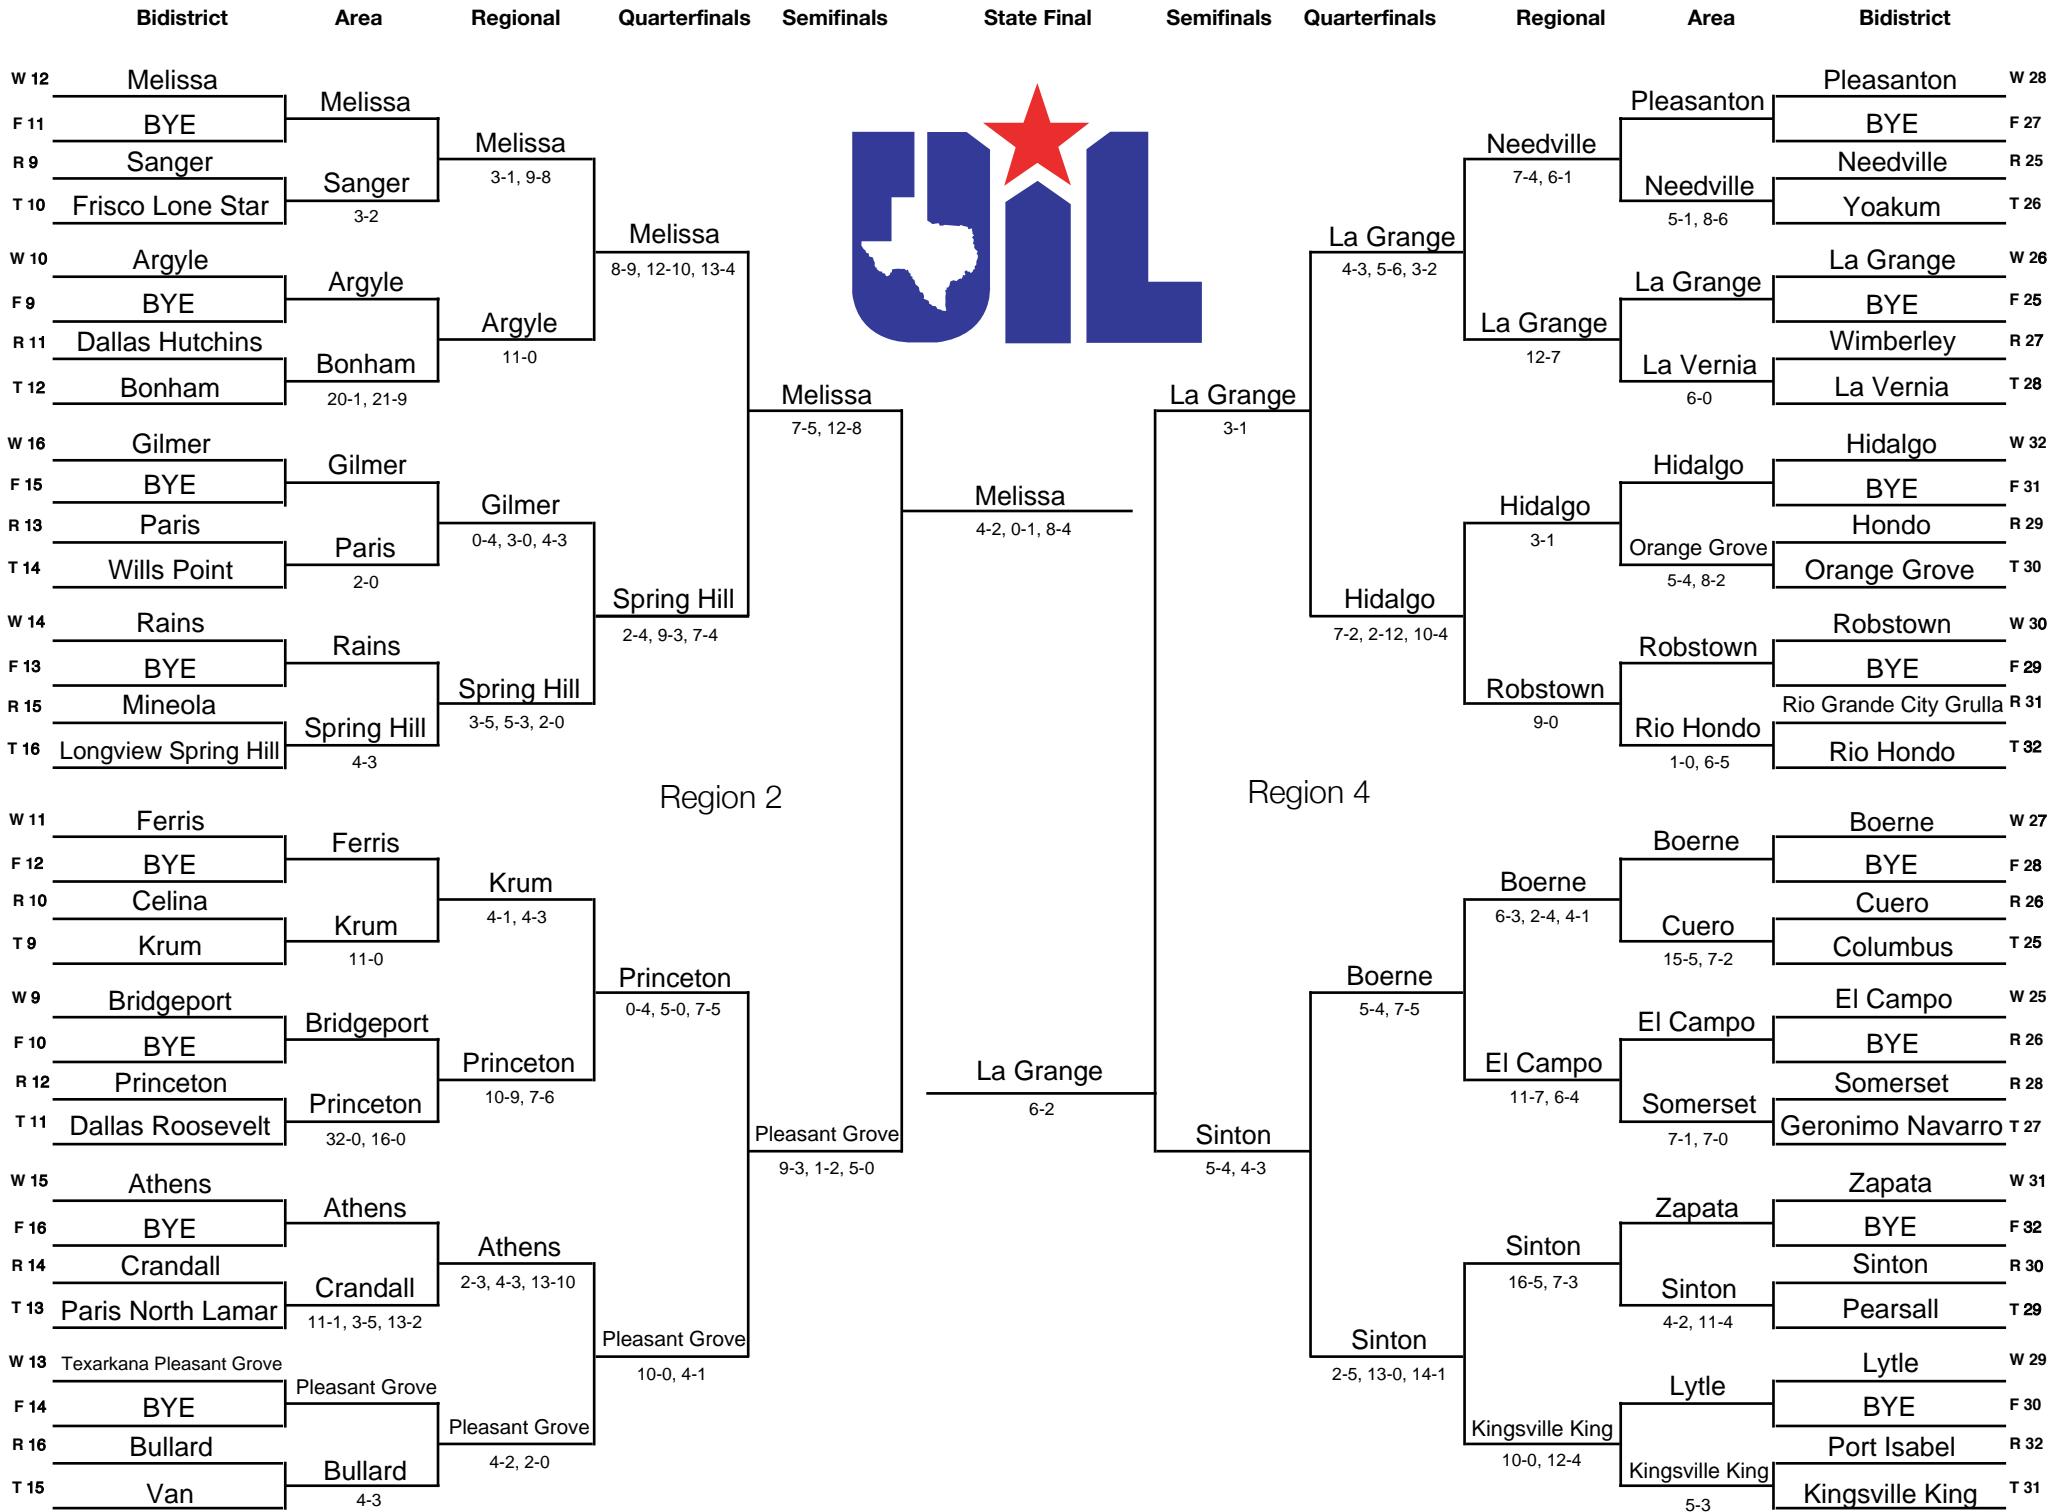 Bidistrict Area Regional Quarterfinals Semifinals State Final Semifinals Quarterfinals Regional Area Bidistrict
W 12 Melissa
F 11 BYE
R 9 Sanger
T 10 Frisco Lone Star
W 10 Argyle
F 9 BYE
R 11 Dallas Hutchins
T 12 Bonham
W 16 Gilmer
F 15 BYE
R 13 Paris
T 14 Wills Point
W 14 Rains
F 13 BYE
R 15 Mineola
T 16 Longview Spring Hill
W 11 Ferris
F 12 BYE
R 10 Celina
T 9 Krum
W 9 Bridgeport
F 10 BYE
R 12 Princeton
T 11 Dallas Roosevelt
W 15 Athens
F 16 BYE
R 14 Crandall
T 13 Paris North Lamar
W 13 Texarkana Pleasant Grove
F 14 BYE
R 16 Bullard
T 15 Van
Melissa
Sanger
3-2
Argyle
Bonham
20-1, 21-9
Gilmer
Paris
2-0
Rains
Spring Hill
4-3
Ferris
Krum
11-0
Bridgeport
Princeton
32-0, 16-0
Athens
Crandall
11-1, 3-5, 13-2
Pleasant Grove
Bullard
4-3
Melissa
3-1, 9-8
Argyle
11-0
Gilmer
0-4, 3-0, 4-3
Spring Hill
3-5, 5-3, 2-0
Krum
4-1, 4-3
Princeton
10-9, 7-6
Athens
2-3, 4-3, 13-10
Pleasant Grove
4-2, 2-0
Melissa
8-9, 12-10, 13-4
Spring Hill
2-4, 9-3, 7-4
Region 2
Princeton
0-4, 5-0, 7-5
Pleasant Grove
10-0, 4-1
Melissa
7-5, 12-8
Pleasant Grove
9-3, 1-2, 5-0
UIL
Melissa
4-2, 0-1, 8-4
La Grange
6-2
La Grange
3-1
Sinton
5-4, 4-3
La Grange
4-3, 5-6, 3-2
Hidalgo
7-2, 2-12, 10-4
Region 4
Boerne
5-4, 7-5
Sinton
2-5, 13-0, 14-1
Needville
7-4, 6-1
La Grange
12-7
Hidalgo
3-1
Robstown
9-0
Boerne
6-3, 2-4, 4-1
El Campo
11-7, 6-4
Sinton
16-5, 7-3
Kingsville King
10-0, 12-4
Pleasanton
Needville
5-1, 8-6
La Grange
La Vernia
6-0
Hidalgo
Orange Grove
5-4, 8-2
Robstown
Rio Hondo
1-0, 6-5
Boerne
Cuero
15-5, 7-2
El Campo
Somerset
7-1, 7-0
Zapata
Sinton
4-2, 11-4
Lytle
Kingsville King
5-3
Pleasanton W 28
BYE F 27
Needville R 25
Yoakum T 26
La Grange W 26
BYE F 25
Wimberley R 27
La Vernia T 28
Hidalgo W 32
BYE F 31
Hondo R 29
Orange Grove T 30
Robstown W 30
BYE F 29
Rio Grande City Grulla R 31
Rio Hondo T 32
Boerne W 27
BYE F 28
Cuero R 26
Columbus T 25
El Campo W 25
BYE R 26
Somerset R 28
Geronimo Navarro T 27
Zapata W 31
BYE F 32
Sinton R 30
Pearsall T 29
Lytle W 29
BYE F 30
Port Isabel R 32
Kingsville King T 31